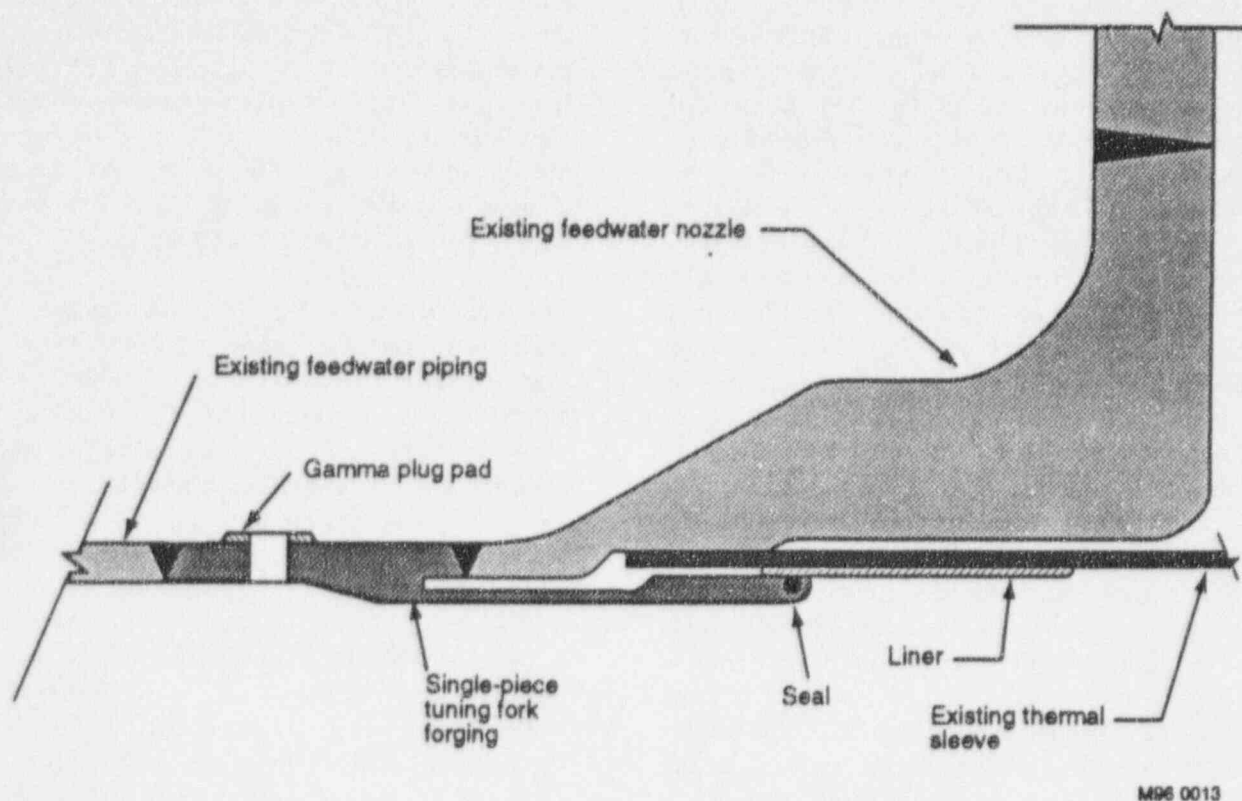 Existing feedwater nozzle
Existing feedwater piping
Gamma plug pad
Single-piece
tuning fork
forging
Seal
Liner
Existing thermal
sleeve
M96 0013